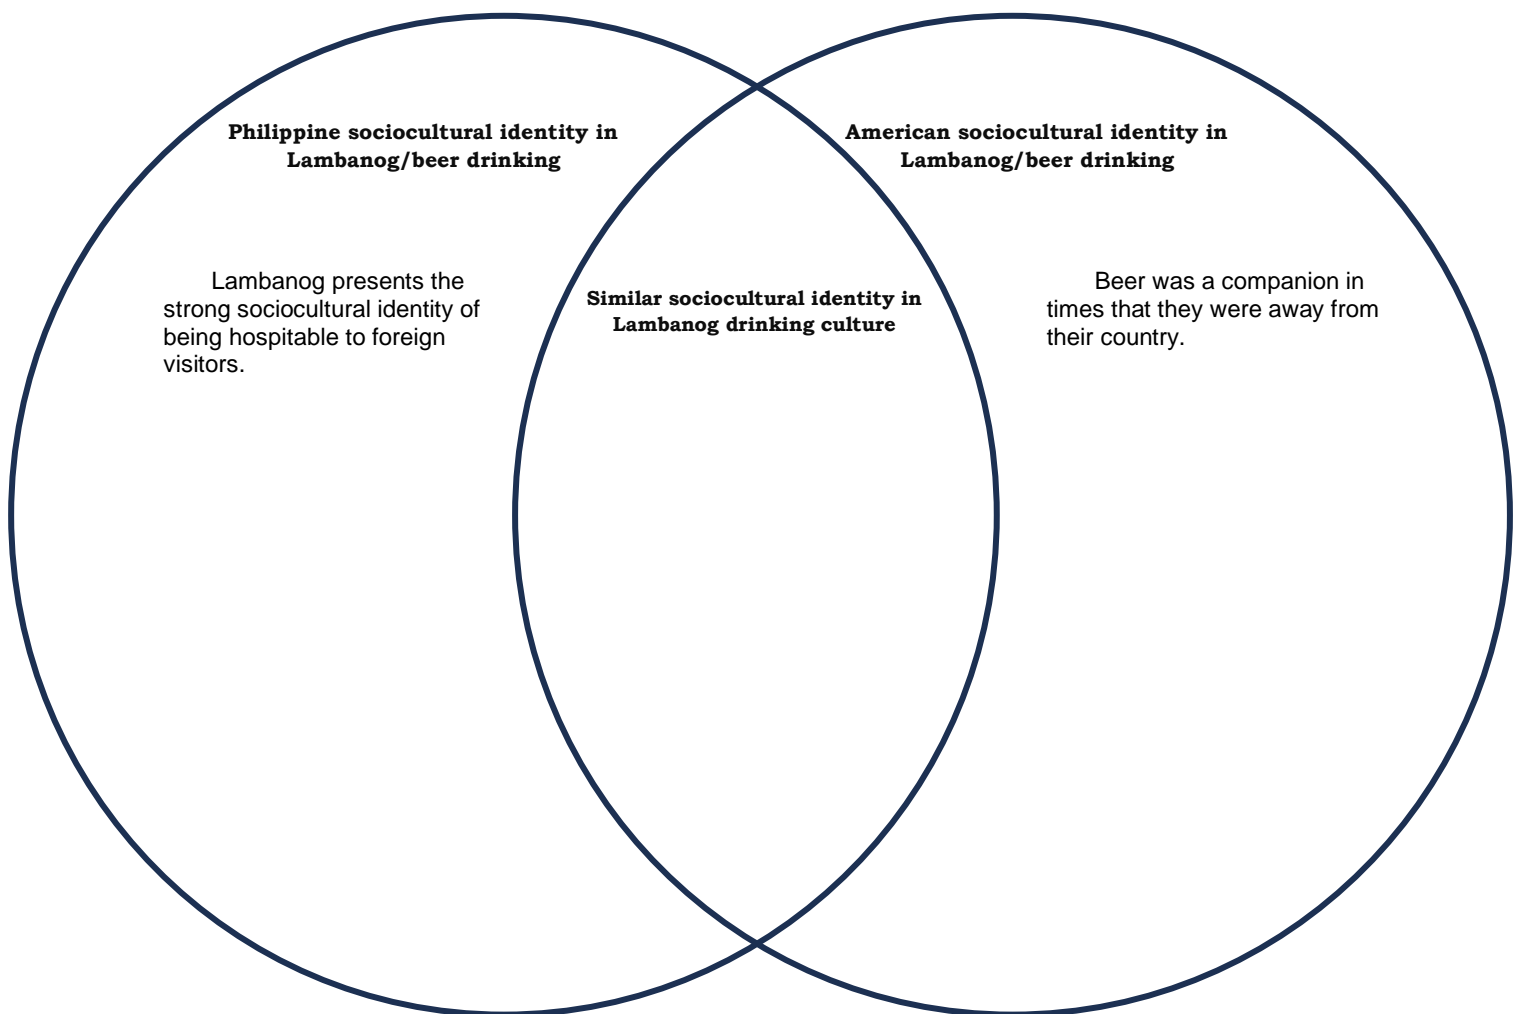 Philippine sociocultural identity in
Lambanog/beer drinking
American sociocultural identity in
Lambanog/beer drinking
Lambanog presents the
strong sociocultural identity of
being hospitable to foreign
visitors.
Similar sociocultural identity in
Lambanog drinking culture
Beer was a companion in
times that they were away from
their country.